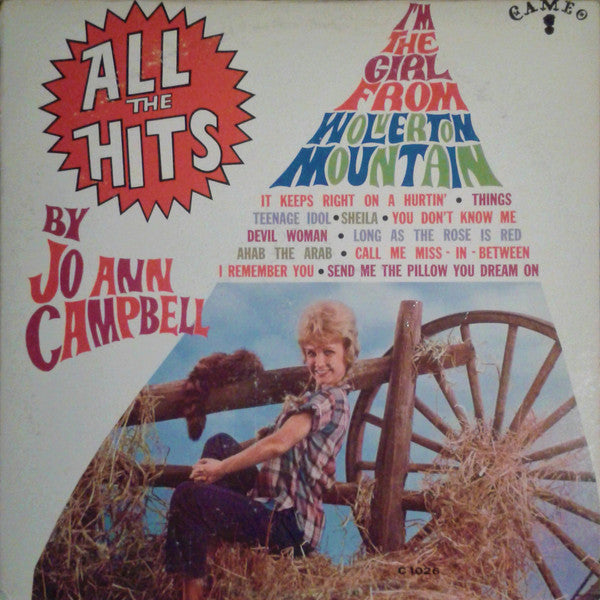 ALL
THE
HITS
BY
JO ANN
CAMPBELL
I'M
THE
GIRL
FROM
WOLVERTON
MOUNTAIN
CAMEO
IT KEEPS RIGHT ON A HURTIN' • THINGS
TEENAGE IDOL • SHEILA • YOU DON'T KNOW ME
DEVIL WOMAN • LONG AS THE ROSE IS RED
AHAB THE ARAB • CALL ME MISS - IN - BETWEEN
I REMEMBER YOU • SEND ME THE PILLOW YOU DREAM ON
C 1026